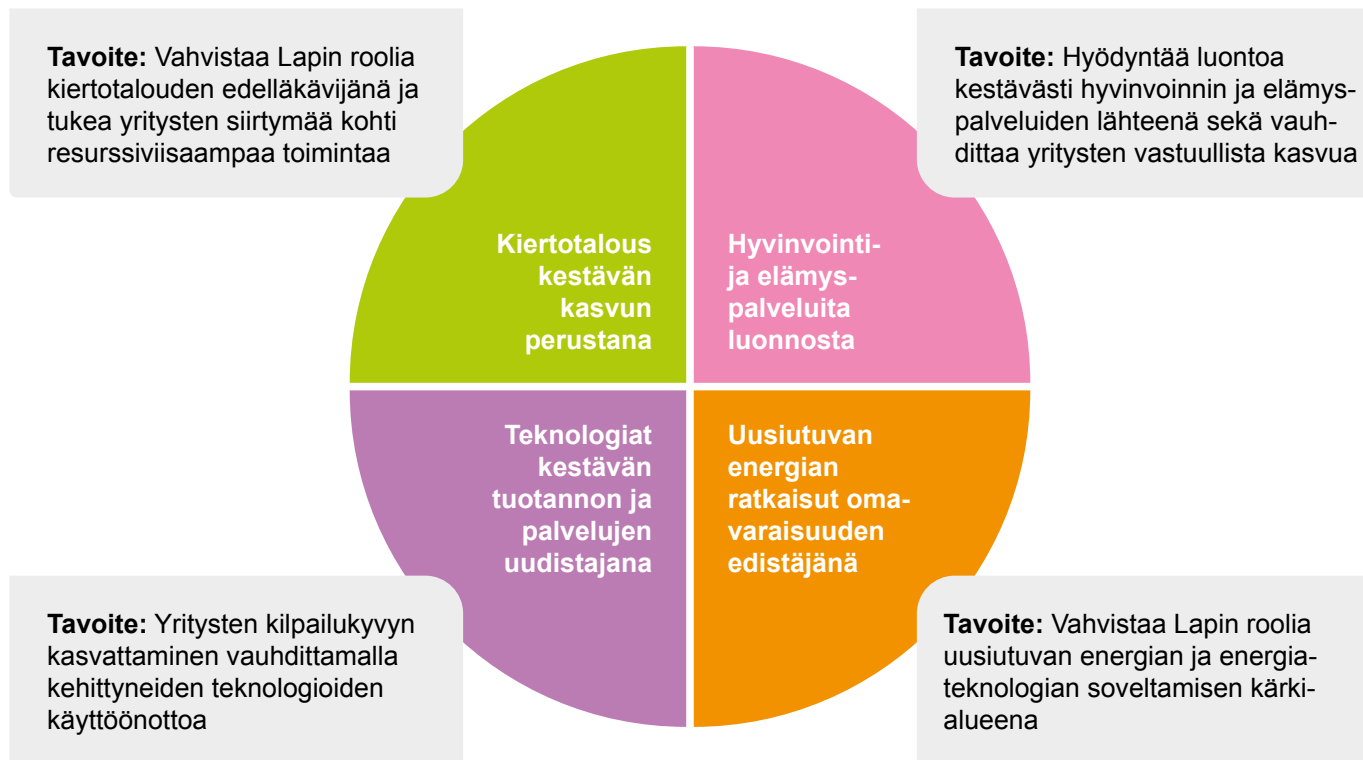 Tavoite: Vahvistaa Lapin roolia
kiertotalouden edelläkävijänä ja
tukea yritysten siirtymää kohti
resurssiviisaampaa toimintaa
Tavoite: Hyödyntää luontoa
kestävästi hyvinvoinnin ja elämys-
palveluiden lähteenä sekä vauh-
dittaa yritysten vastuullista kasvua
Kiertotalous
kestävän
kasvun
perustana
Hyvinvointi-
ja elämys-
palveluita
luonnosta
Teknologiat
kestävän
tuotannon ja
palvelujen
uudistajana
Uusiutuvan
energian
ratkaisut oma-
varaisuuden
edistäjänä
Tavoite: Yritysten kilpailukyvyn
kasvattaminen vauhdittamalla
kehittyneiden teknologioiden
käyttöönottoa
Tavoite: Vahvistaa Lapin roolia
uusiutuvan energian ja energia-
teknologian soveltamisen kärki-
alueena